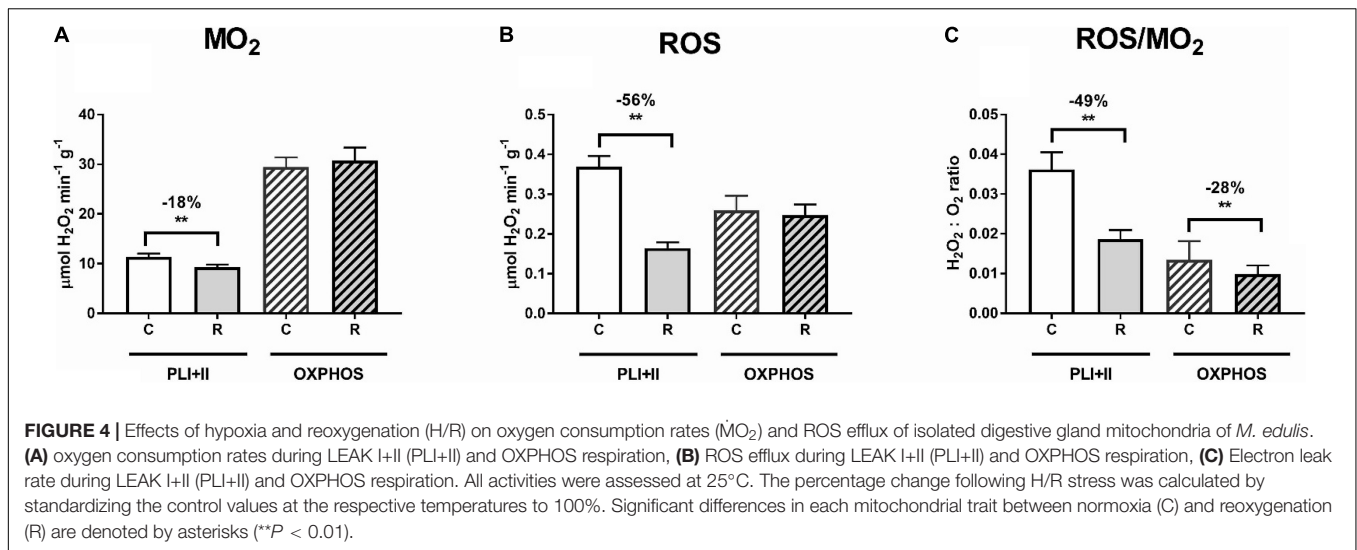 A
MO₂
μmol H₂O₂ min⁻¹ g⁻¹
40
30
20
10
0
-18%
**
C R C R
PLI+II OXPHOS
B
ROS
μmol H₂O₂ min⁻¹ g⁻¹
0.5
0.4
0.3
0.2
0.1
0.0
-56%
**
C R C R
PLI+II OXPHOS
C
ROS/MO₂
H₂O₂ : O₂ ratio
0.05
0.04
0.03
0.02
0.01
0.00
-49%
**
-28%
**
C R C R
PLI+II OXPHOS
FIGURE 4 | Effects of hypoxia and reoxygenation (H/R) on oxygen consumption rates (ṀO₂) and ROS efflux of isolated digestive gland mitochondria of M. edulis.
(A) oxygen consumption rates during LEAK I+II (PLI+II) and OXPHOS respiration, (B) ROS efflux during LEAK I+II (PLI+II) and OXPHOS respiration, (C) Electron leak
rate during LEAK I+II (PLI+II) and OXPHOS respiration. All activities were assessed at 25°C. The percentage change following H/R stress was calculated by
standardizing the control values at the respective temperatures to 100%. Significant differences in each mitochondrial trait between normoxia (C) and reoxygenation
(R) are denoted by asterisks (**P < 0.01).